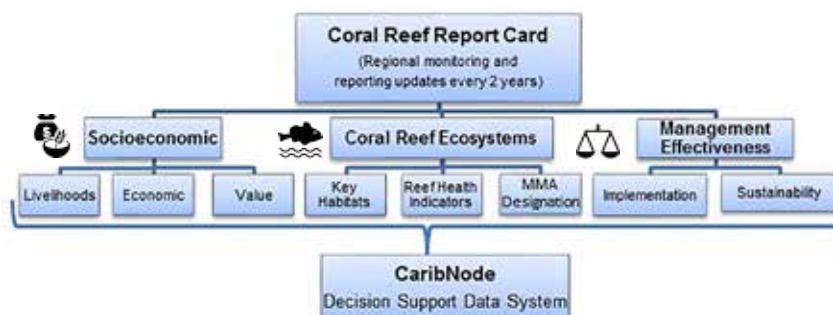 Coral Reef Report Card
(Regional monitoring and
reporting updates every 2 years)
Socioeconomic
Coral Reef Ecosystems
Management
Effectiveness
Livelihoods
Economic
Value
Key
Habitats
Reef Health
Indicators
MMA
Designation
Implementation
Sustainability
CaribNode
Decision Support Data System